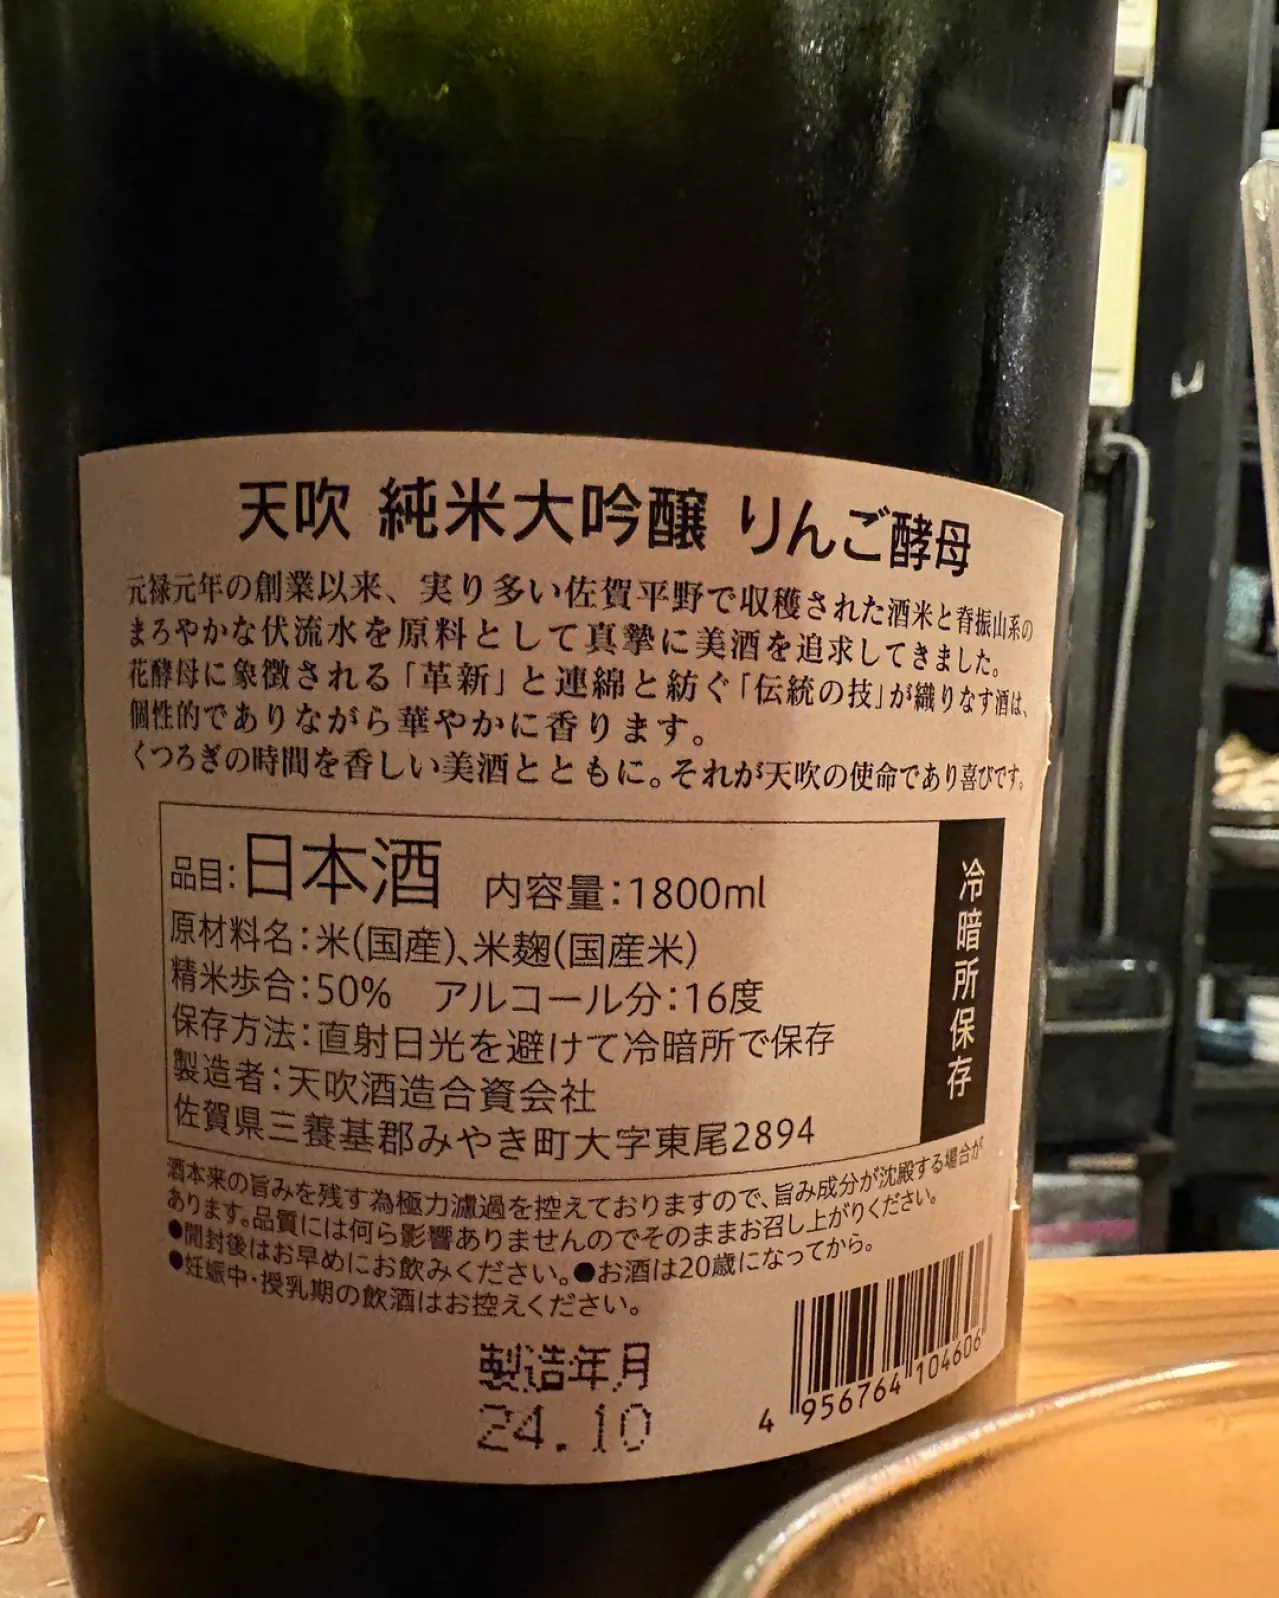 天吹 純米大吟醸 りんご酵母
元禄元年の創業以来、実り多い佐賀平野で収穫された酒米と脊振山系の
まろやかな伏流水を原料として真摯に美酒を追求してきました。
花酵母に象徴される「革新」と連綿と紡ぐ「伝統の技」が織りなす酒は、
個性的でありながら華やかに香ります。
くつろぎの時間を香しい美酒とともに。それが天吹の使命であり喜びです。
品目:日本酒 内容量:1800ml
原材料名:米(国産)、米麹(国産米)
精米歩合:50% アルコール分:16度
保存方法:直射日光を避けて冷暗所で保存
製造者:天吹酒造合資会社
佐賀県三養基郡みやき町大字東尾2894
冷暗所保存
酒本来の旨みを残す為極力濾過を控えておりますので、旨み成分が沈殿する場合が
あります。品質には何ら影響ありませんのでそのままお召し上がりください。
●開封後はお早めにお飲みください。●お酒は20歳になってから。
●妊娠中・授乳期の飲酒はお控えください。
製造年月
24.10
4 956764 104606